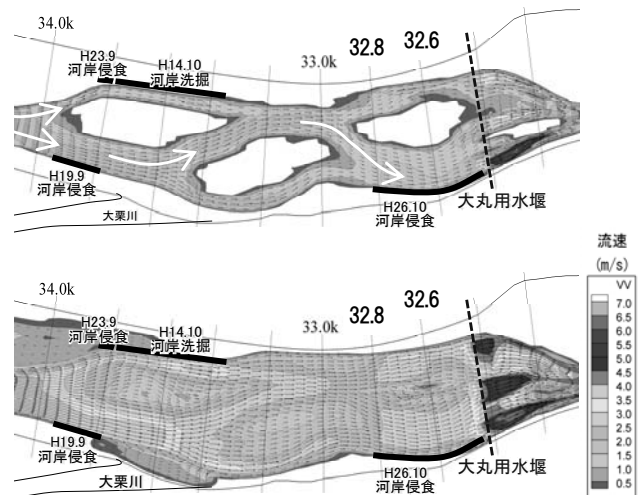 34.0k
H23.9
河岸侵食
H14.10
河岸洗掘
33.0k
32.8
32.6
H19.9
河岸侵食
大栗川
H26.10
河岸侵食
大丸用水堰
34.0k
H23.9
河岸侵食
H14.10
河岸洗掘
33.0k
32.8
32.6
H19.9
河岸侵食
大栗川
H26.10
河岸侵食
大丸用水堰
流速
(m/s)
VV
7.0
6.5
6.0
5.5
5.0
4.5
4.0
3.5
3.0
2.5
2.0
1.5
1.0
0.5